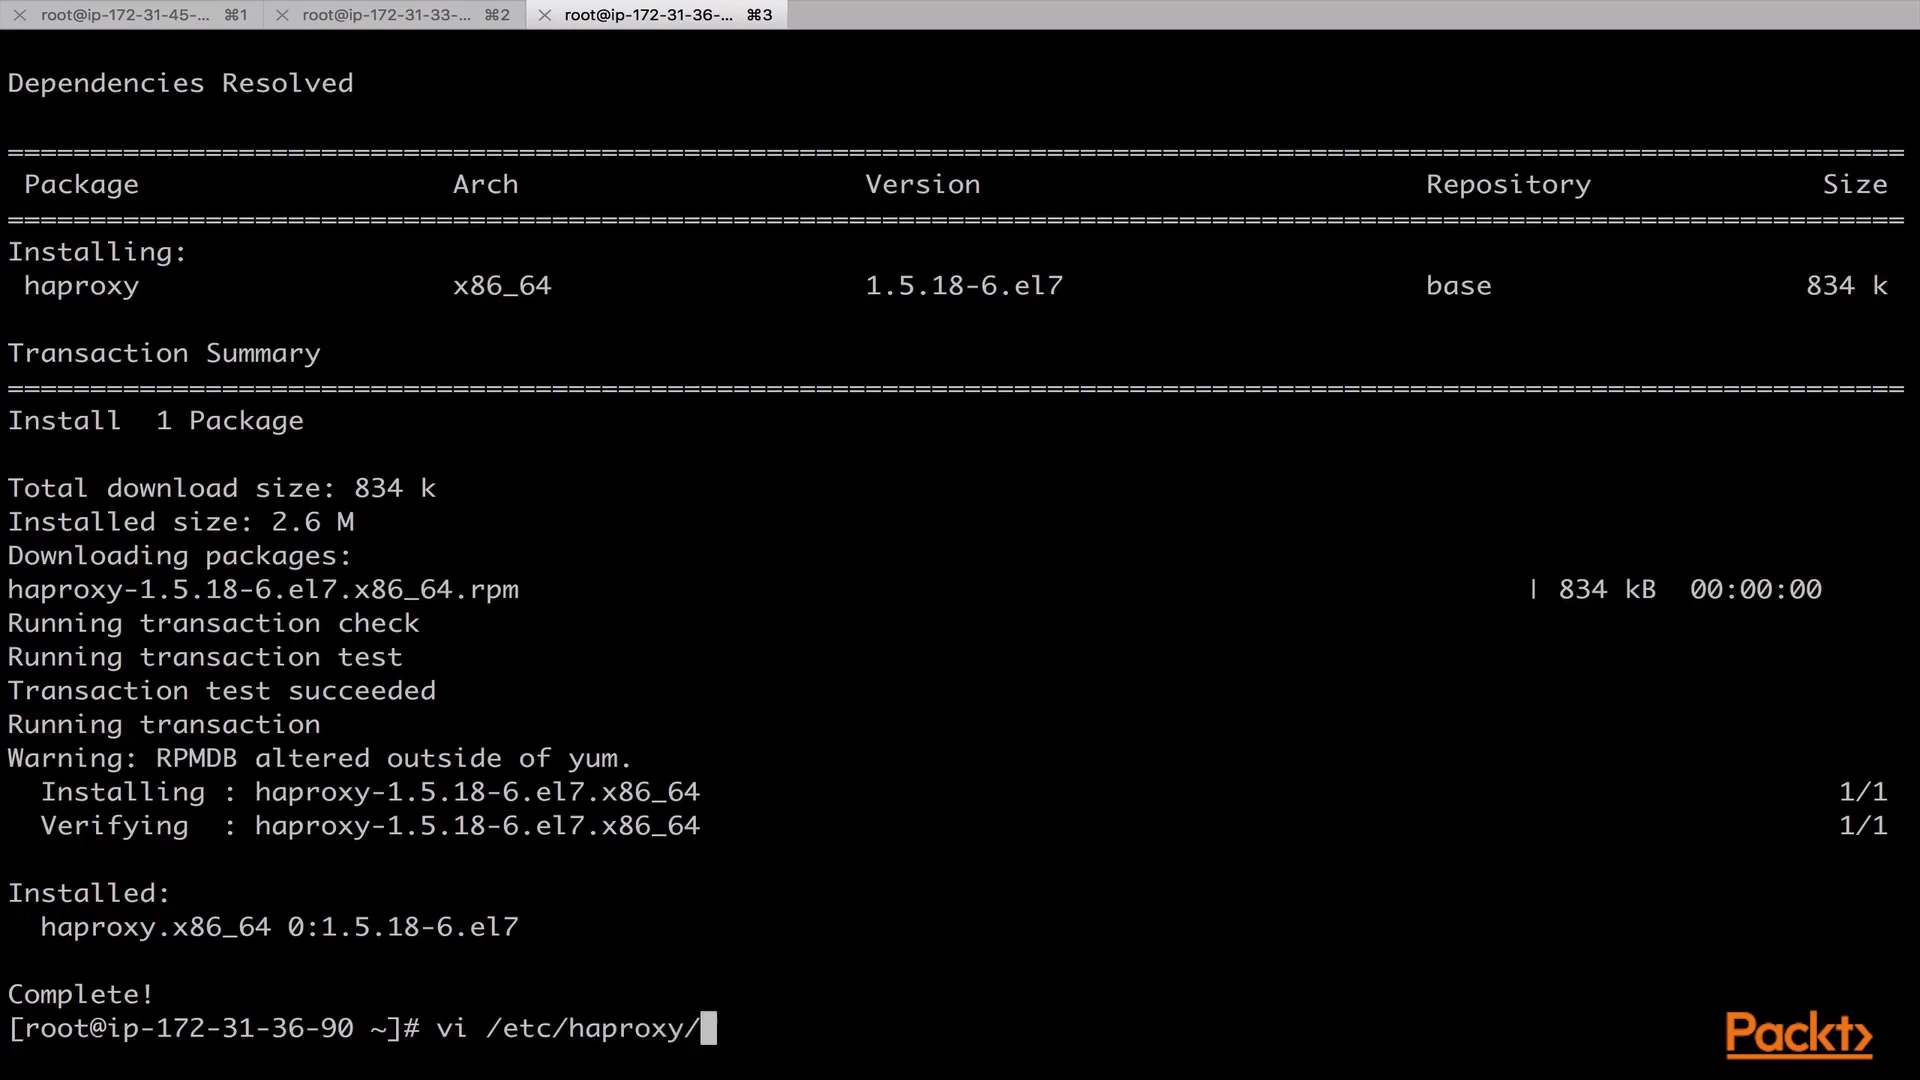 root@ip-172-31-45-... ⌘1 root@ip-172-31-33-... ⌘2 root@ip-172-31-36-... ⌘3
Dependencies Resolved
====================================================================================================
Package Arch Version Repository Size
====================================================================================================
Installing:
haproxy x86_64 1.5.18-6.el7 base 834 k
Transaction Summary
====================================================================================================
Install 1 Package
Total download size: 834 k
Installed size: 2.6 M
Downloading packages:
haproxy-1.5.18-6.el7.x86_64.rpm | 834 kB 00:00:00
Running transaction check
Running transaction test
Transaction test succeeded
Running transaction
Warning: RPMDB altered outside of yum.
Installing : haproxy-1.5.18-6.el7.x86_64 1/1
Verifying : haproxy-1.5.18-6.el7.x86_64 1/1
Installed:
haproxy.x86_64 0:1.5.18-6.el7
Complete!
[root@ip-172-31-36-90 ~]# vi /etc/haproxy/
Packt>